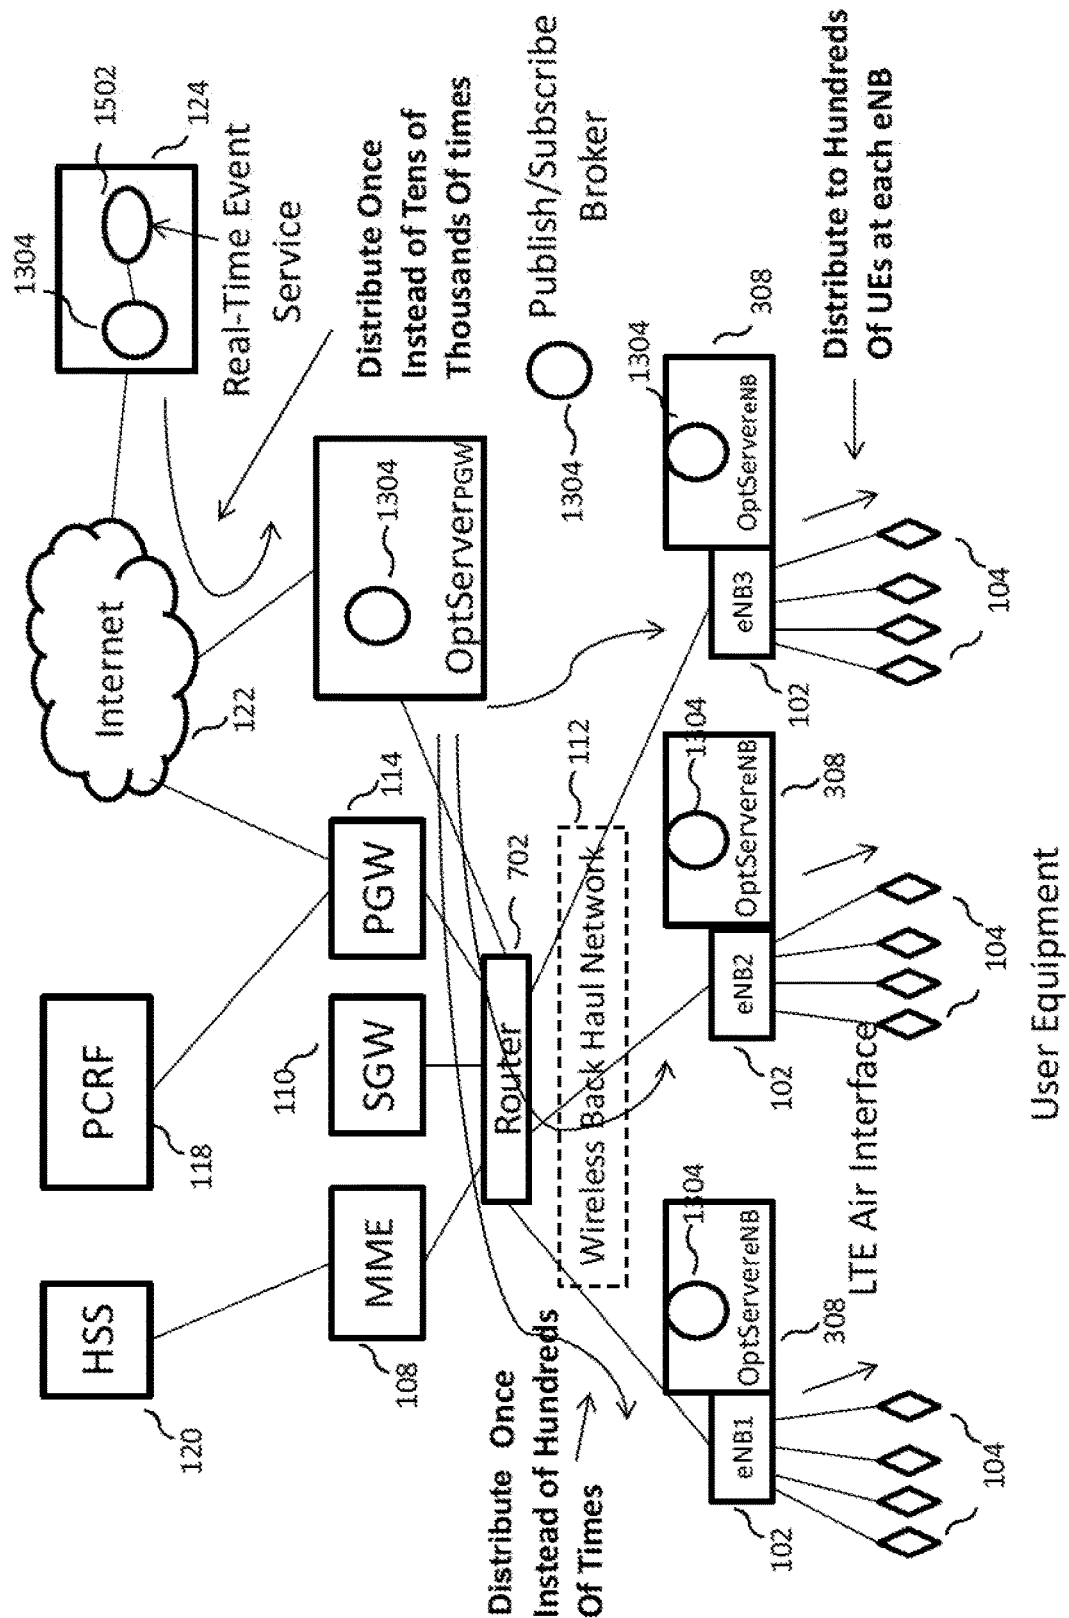 HSS
120
PCRF
118
Internet
122
1304
1502
124
Real-Time Event
Service
MME
108
SGW
110
PGW
114
1304
OptServerPGW
Distribute Once
Instead of Tens of
Thousands Of times
Router
702
Distribute Once
Instead of Hundreds
Of Times
Wireless Back Haul Network
112
1304
Publish/Subscribe
Broker
eNB1
102
1304
OptServereNB
308
eNB2
102
1304
OptServereNB
308
eNB3
102
1304
OptServereNB
308
LTE Air Interface
Distribute to Hundreds
Of UEs at each eNB
104
104
104
User Equipment